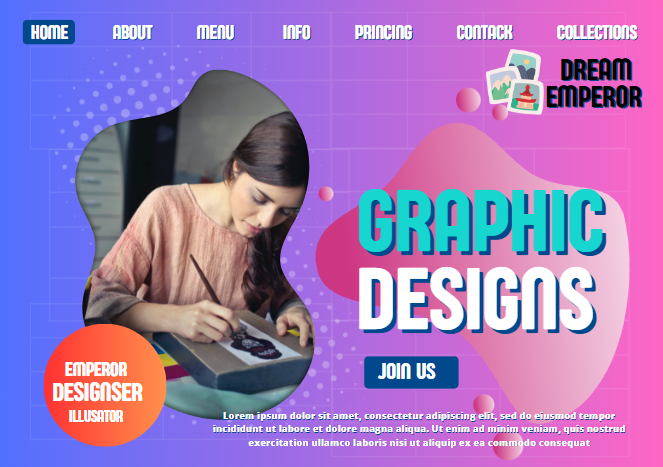 HOME ABOUT MENU INFO PRINCING CONTACK COLLECTIONS
DREAM
EMPEROR
GRAPHIC
DESIGNS
JOIN US
EMPEROR
DESIGNSER
ILLUSATOR
Lorem ipsum dolor sit amet, consectetur adipiscing elit, sed do eiusmod tempor
incididunt ut labore et dolore magna aliqua. Ut enim ad minim veniam, quis nostrud
exercitation ullamco laboris nisi ut aliquip ex ea commodo consequat